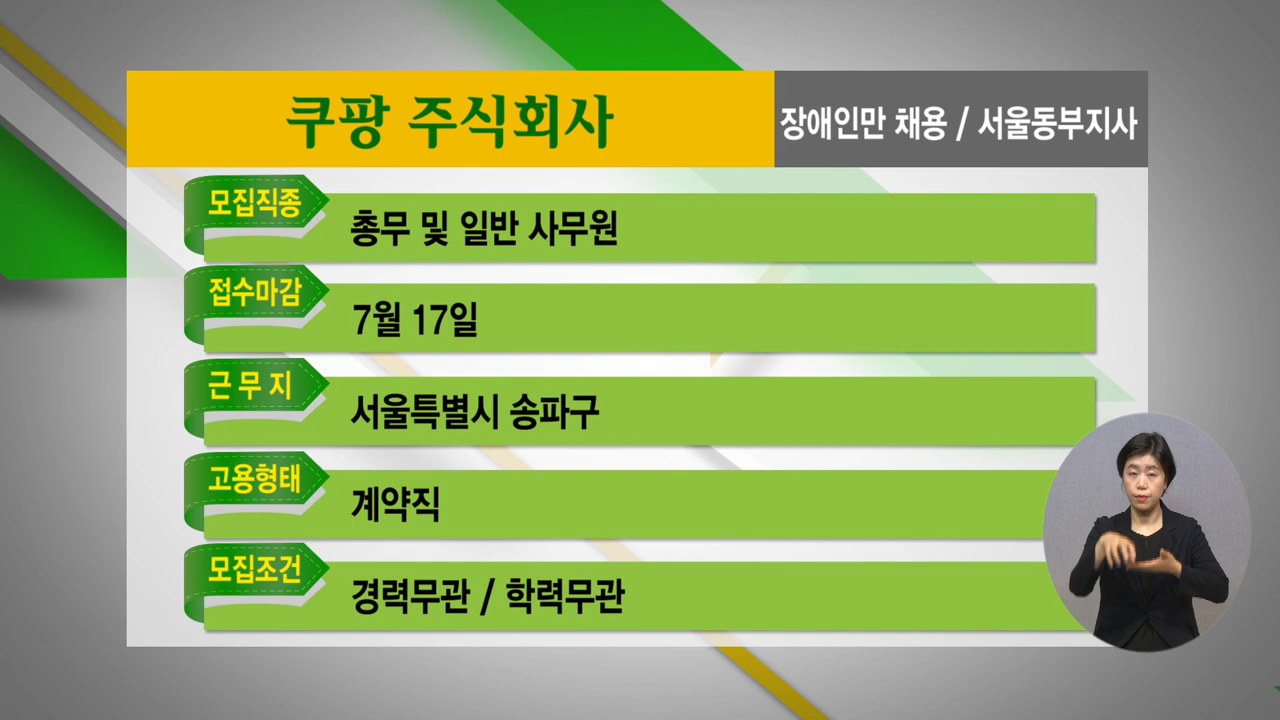 쿠팡 주식회사
장애인만 채용 / 서울동부지사
모집직종
총무 및 일반 사무원
접수마감
7월 17일
근 무 지
서울특별시 송파구
고용형태
계약직
모집조건
경력무관 / 학력무관